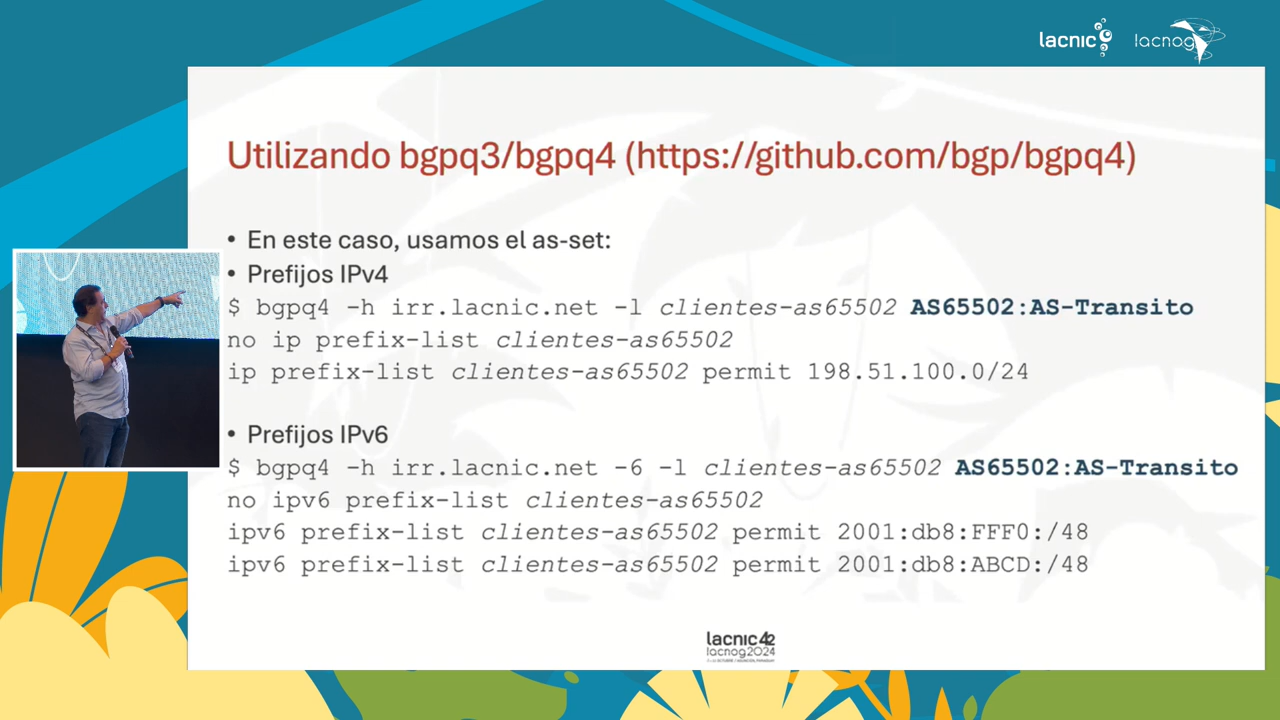 lacnic
lacnog
Utilizando bgpq3/bgpq4 (https://github.com/bgp/bgpq4)
• En este caso, usamos el as-set:
• Prefijos IPv4
$ bgpq4 -h irr.lacnic.net -l clientes-as65502 AS65502:AS-Transito
no ip prefix-list clientes-as65502
ip prefix-list clientes-as65502 permit 198.51.100.0/24
• Prefijos IPv6
$ bgpq4 -h irr.lacnic.net -6 -l clientes-as65502 AS65502:AS-Transito
no ipv6 prefix-list clientes-as65502
ipv6 prefix-list clientes-as65502 permit 2001:db8:FFF0:/48
ipv6 prefix-list clientes-as65502 permit 2001:db8:ABCD:/48
lacnic42
lacnog2024